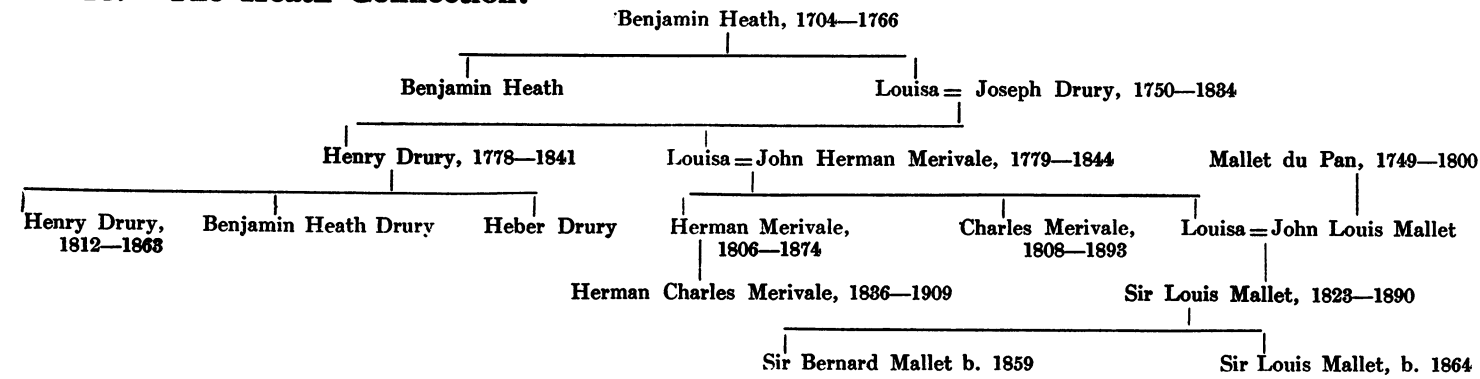 The Heath Connection.
Benjamin Heath, 1704—1766
Benjamin Heath Louisa = Joseph Drury, 1750—1834
Henry Drury, 1778—1841 Louisa = John Herman Merivale, 1779—1844 Mallet du Pan, 1749—1800
Henry Drury, Benjamin Heath Drury Heber Drury Herman Merivale, Charles Merivale, Louisa = John Louis Mallet
1812—1863 1806—1874 1808—1893
Herman Charles Merivale, 1836—1909 Sir Louis Mallet, 1823—1890
Sir Bernard Mallet b. 1859 Sir Louis Mallet, b. 1864